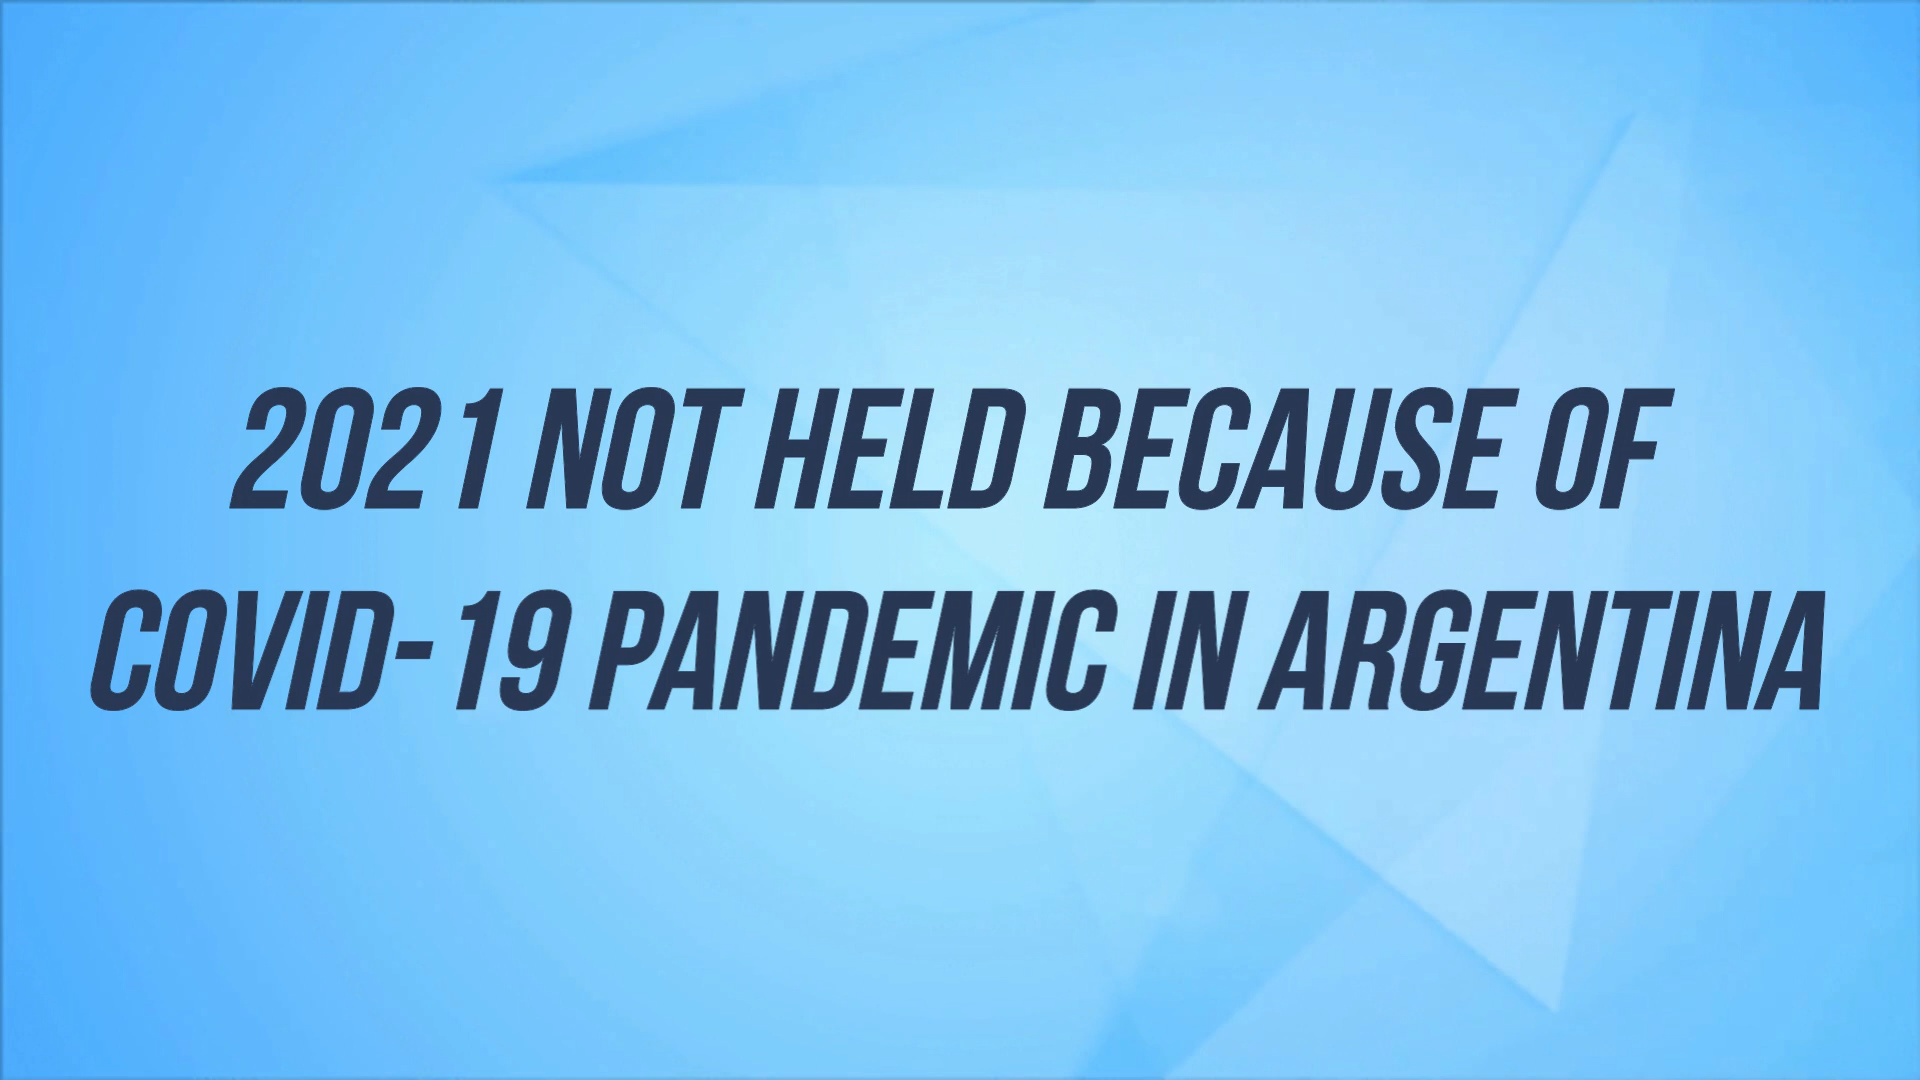 2021 NOT HELD BECAUSE OF
COVID-19 PANDEMIC IN ARGENTINA